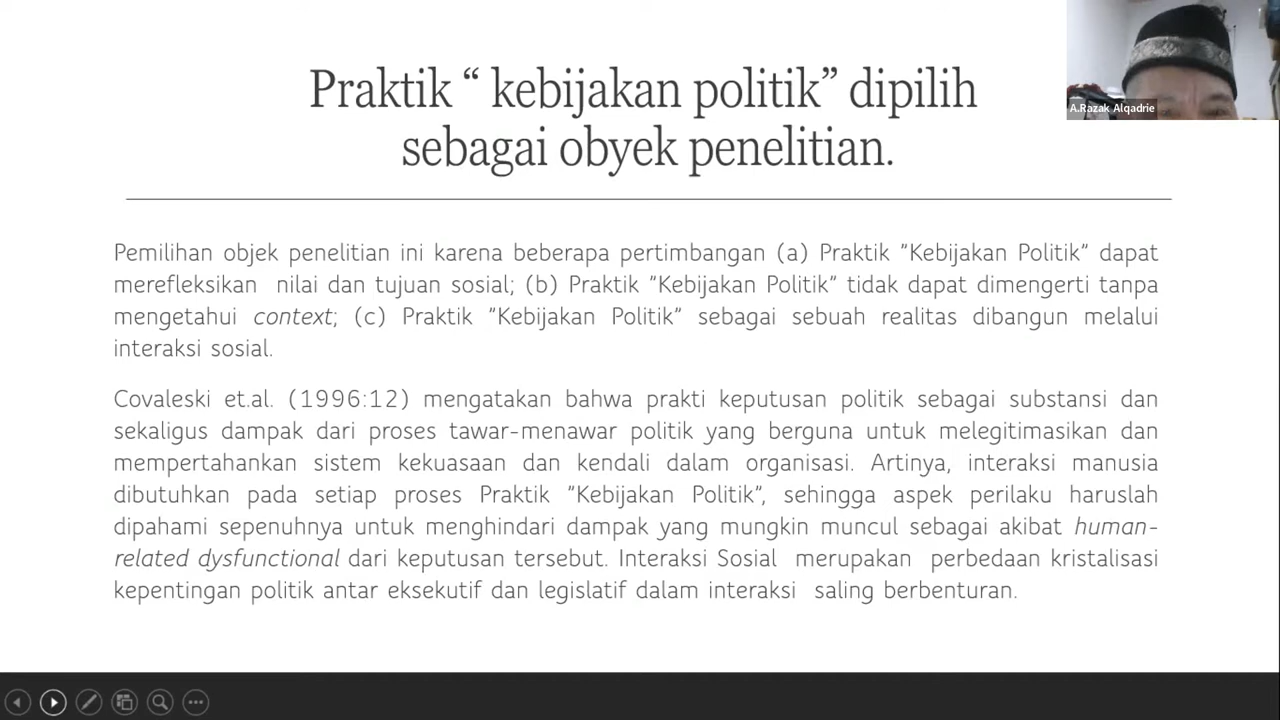 Praktik “ kebijakan politik” dipilih
sebagai obyek penelitian.
A.Razak Alqadrie
Pemilihan objek penelitian ini karena beberapa pertimbangan (a) Praktik ”Kebijakan Politik” dapat
merefleksikan nilai dan tujuan sosial; (b) Praktik ”Kebijakan Politik” tidak dapat dimengerti tanpa
mengetahui context; (c) Praktik ”Kebijakan Politik” sebagai sebuah realitas dibangun melalui
interaksi sosial.
Covaleski et.al. (1996:12) mengatakan bahwa prakti keputusan politik sebagai substansi dan
sekaligus dampak dari proses tawar-menawar politik yang berguna untuk melegitimasikan dan
mempertahankan sistem kekuasaan dan kendali dalam organisasi. Artinya, interaksi manusia
dibutuhkan pada setiap proses Praktik ”Kebijakan Politik”, sehingga aspek perilaku haruslah
dipahami sepenuhnya untuk menghindari dampak yang mungkin muncul sebagai akibat human-
related dysfunctional dari keputusan tersebut. Interaksi Sosial merupakan perbedaan kristalisasi
kepentingan politik antar eksekutif dan legislatif dalam interaksi saling berbenturan.